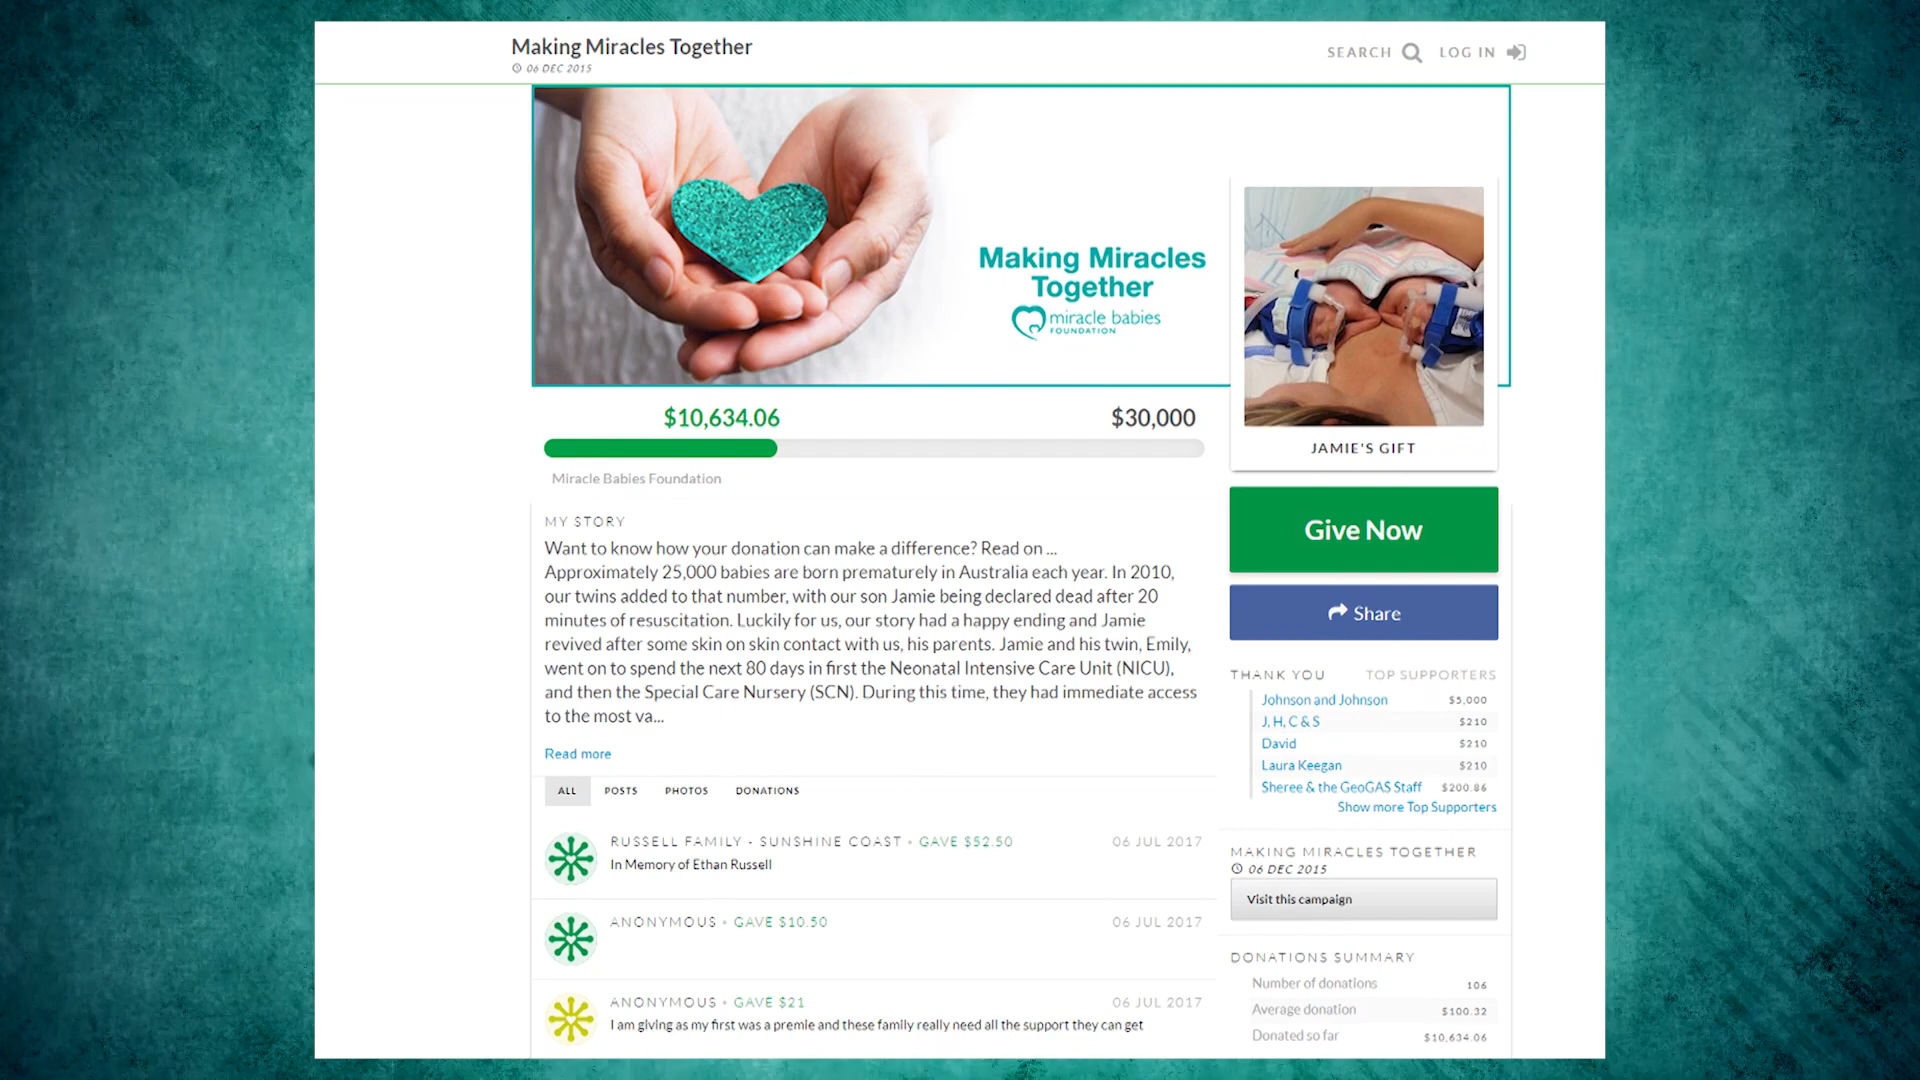 Making Miracles Together
06 DEC 2015
SEARCH
LOG IN
Making Miracles
Together
miracle babies
FOUNDATION
JAMIE'S GIFT
$10,634.06
$30,000
Miracle Babies Foundation
Give Now
Share
MY STORY
Want to know how your donation can make a difference? Read on ...
Approximately 25,000 babies are born prematurely in Australia each year. In 2010,
our twins added to that number, with our son Jamie being declared dead after 20
minutes of resuscitation. Luckily for us, our story had a happy ending and Jamie
revived after some skin on skin contact with us, his parents. Jamie and his twin, Emily,
went on to spend the next 80 days in first the Neonatal Intensive Care Unit (NICU),
and then the Special Care Nursery (SCN). During this time, they had immediate access
to the most va...
Read more
ALL POSTS PHOTOS DONATIONS
RUSSELL FAMILY - SUNSHINE COAST • GAVE $52.50 06 JUL 2017
In Memory of Ethan Russell
ANONYMOUS • GAVE $10.50 06 JUL 2017
ANONYMOUS • GAVE $21 06 JUL 2017
I am giving as my first was a premie and these family really need all the support they can get
THANK YOU TOP SUPPORTERS
Johnson and Johnson $5,000
J, H, C & S $210
David $210
Laura Keegan $210
Sheree & the GeoGAS Staff $200.86
Show more Top Supporters
MAKING MIRACLES TOGETHER
06 DEC 2015
Visit this campaign
DONATIONS SUMMARY
Number of donations 106
Average donation $100.32
Donated so far $10,634.06